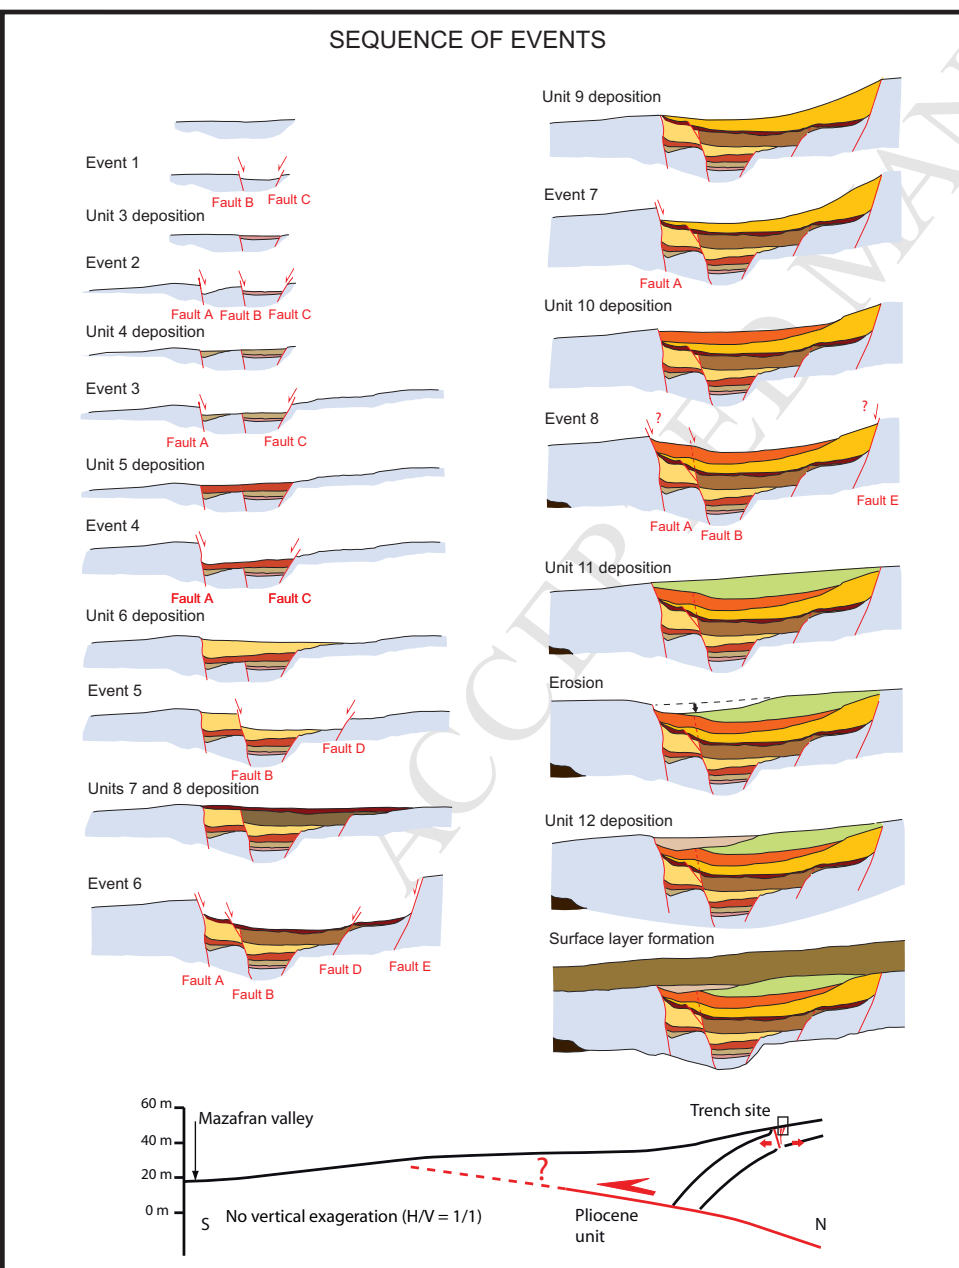 SEQUENCE OF EVENTS
Event 1
Fault B Fault C
Unit 3 deposition
Event 2
Fault A Fault B Fault C
Unit 4 deposition
Event 3
Fault A Fault C
Unit 5 deposition
Event 4
Fault A Fault C
Unit 6 deposition
Event 5
Fault D
Fault B
Units 7 and 8 deposition
Event 6
Fault A Fault B Fault D Fault E
Unit 9 deposition
Event 7
Fault A
Unit 10 deposition
Event 8
? ?
Fault E
Fault A
Fault B
Unit 11 deposition
Erosion
Unit 12 deposition
Surface layer formation
60 m
40 m
20 m
0 m
Mazafran valley
Trench site
?
S No vertical exageration (H/V = 1/1)
Pliocene
unit
N
ACCEPTED MAN